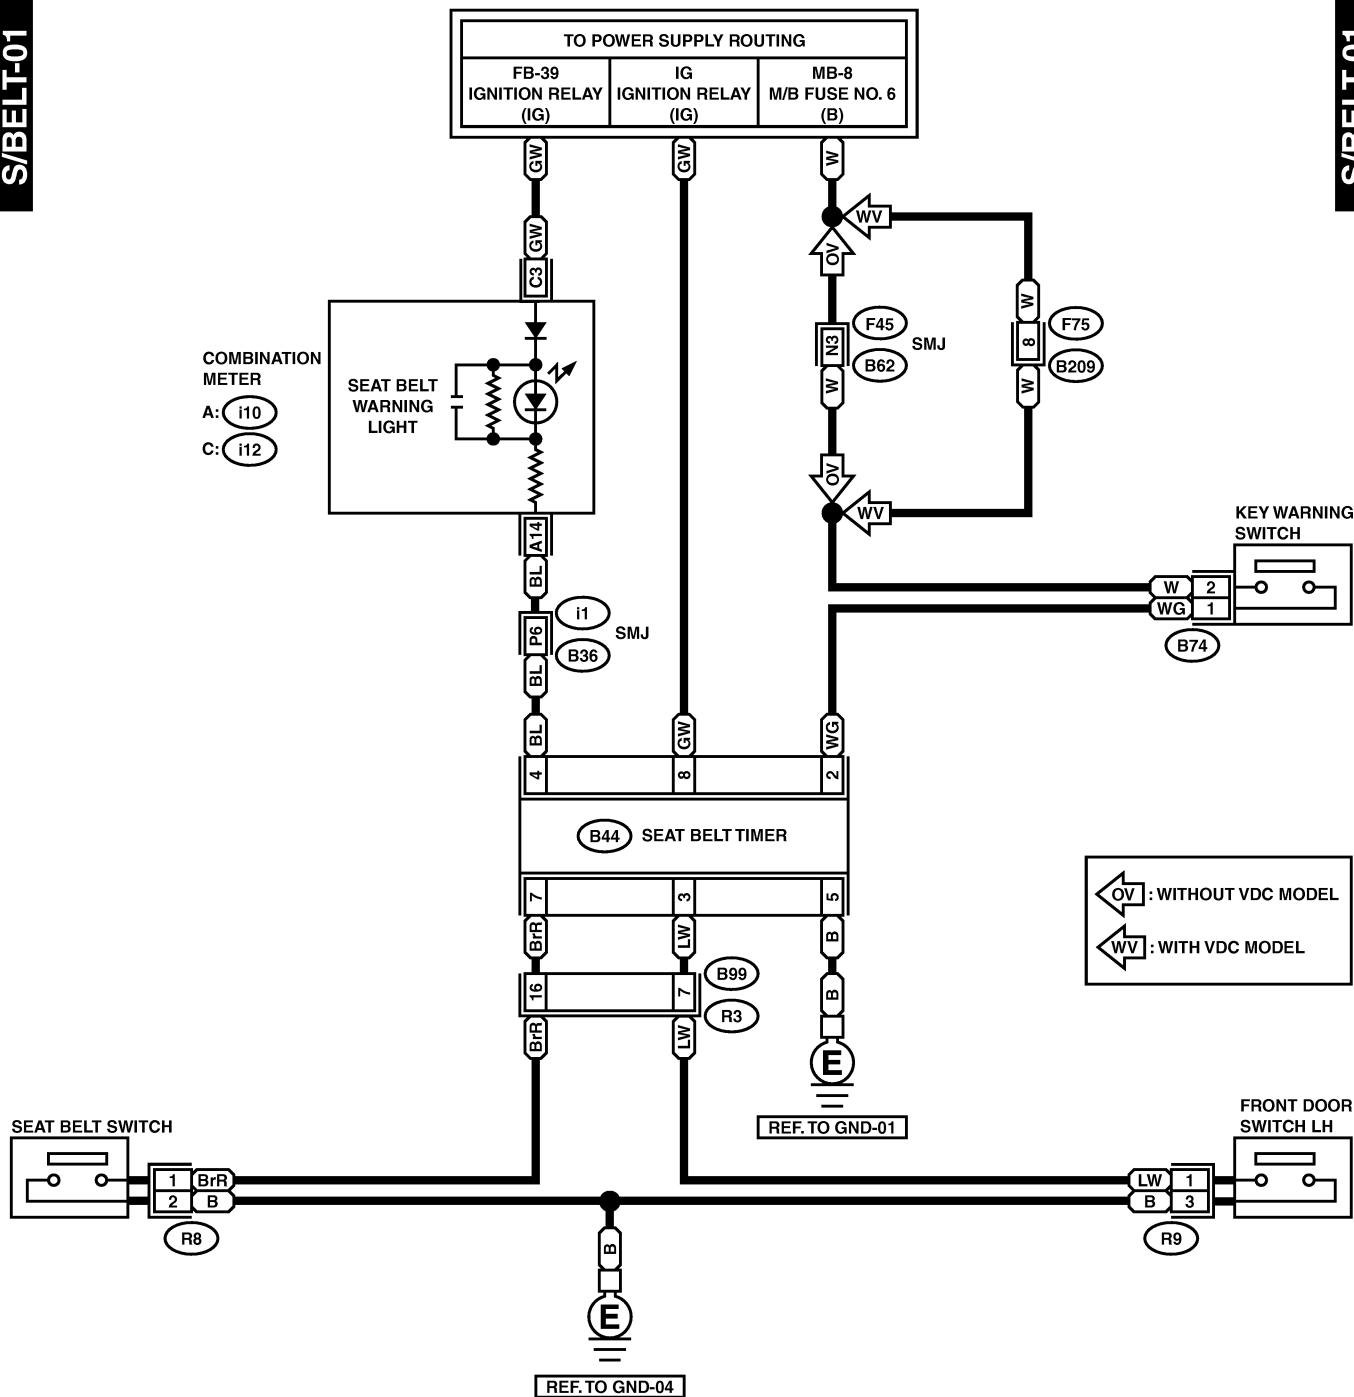 S/BELT-01
S/BELT-01
TO POWER SUPPLY ROUTING
FB-39
IGNITION RELAY
(IG)
IG
IGNITION RELAY
(IG)
MB-8
M/B FUSE NO. 6
(B)
GW
GW
W
GW
C3
WV
OV
W
N3
F45
B62
SMJ
W
8
F75
B209
W
OV
WV
COMBINATION
METER
A: i10
C: i12
SEAT BELT
WARNING
LIGHT
A14
BL
P6
i1
B36
SMJ
BL
BL
GW
WG
KEY WARNING
SWITCH
W 2
WG 1
B74
4 8 2
B44 SEAT BELT TIMER
7 3 5
BrR LW B
16 7
B99
R3
BrR LW
B
E
REF. TO GND-01
OV : WITHOUT VDC MODEL
WV : WITH VDC MODEL
SEAT BELT SWITCH
1 BrR
2 B
R8
FRONT DOOR
SWITCH LH
LW 1
B 3
R9
B
E
REF. TO GND-04